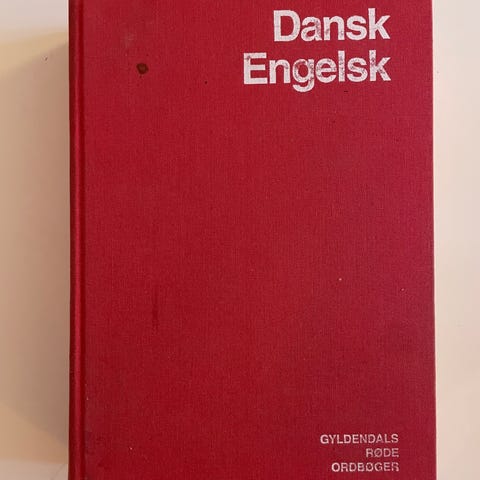 Dansk
Engelsk
GYLDENDALS
RØDE
ORDBØGER